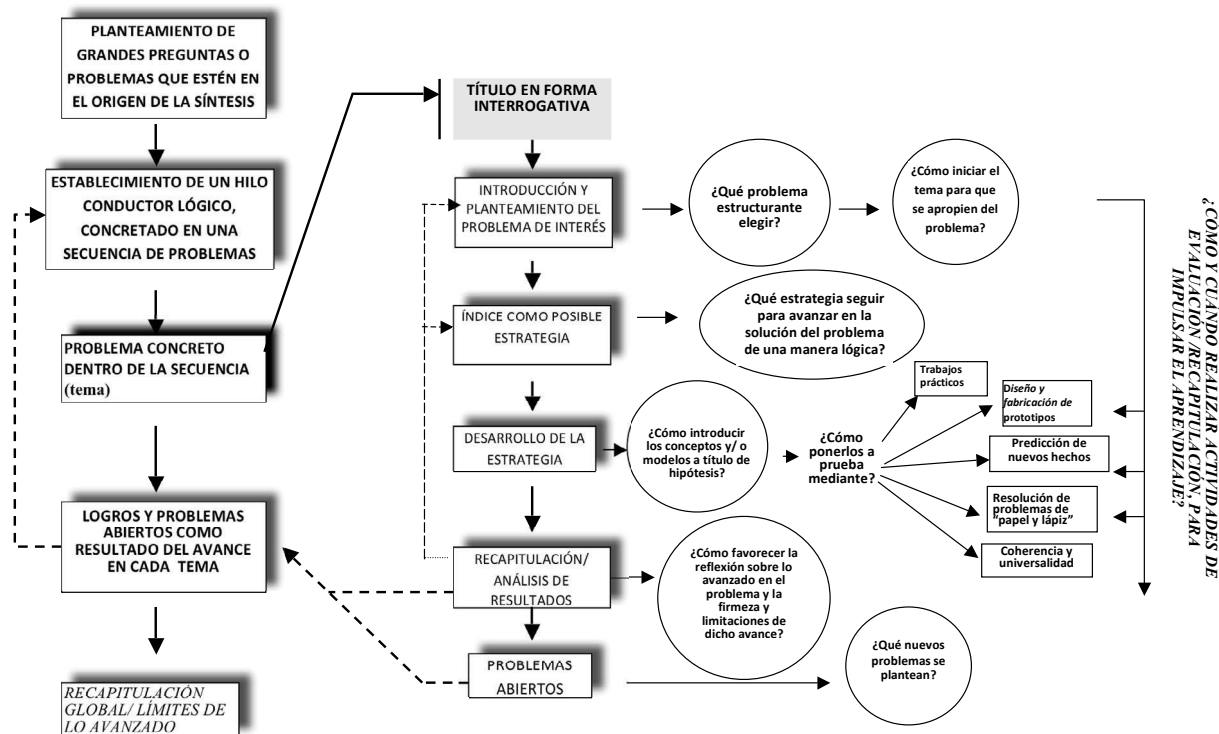 PLANTEAMIENTO DE
GRANDES PREGUNTAS O
PROBLEMAS QUE ESTÉN EN
EL ORIGEN DE LA SÍNTESIS
ESTABLECIMIENTO DE UN HILO
CONDUCTOR LÓGICO,
CONCRETADO EN UNA
SECUENCIA DE PROBLEMAS
PROBLEMA CONCRETO
DENTRO DE LA SECUENCIA
(tema)
LOGROS Y PROBLEMAS
ABIERTOS COMO
RESULTADO DEL AVANCE
EN CADA TEMA
RECAPITULACIÓN
GLOBAL/ LÍMITES DE
LO AVANZADO
TÍTULO EN FORMA
INTERROGATIVA
INTRODUCCIÓN Y
PLANTEAMIENTO DEL
PROBLEMA DE INTERÉS
¿Qué problema
estructurante
elegir?
¿Cómo iniciar el
tema para que
se apropien del
problema?
ÍNDICE COMO POSIBLE
ESTRATEGIA
¿Qué estrategia seguir
para avanzar en la
solución del problema
de una manera lógica?
DESARROLLO DE LA
ESTRATEGIA
¿Cómo introducir
los conceptos y/ o
modelos a título de
hipótesis?
¿Cómo
ponerlos a
prueba
mediante?
Trabajos
prácticos
Diseño y
fabricación de
prototipos
Predicción de
nuevos hechos
Resolución de
problemas de
"papel y lápiz"
Coherencia y
universalidad
RECAPITULACIÓN/
ANÁLISIS DE
RESULTADOS
¿Cómo favorecer la
reflexión sobre lo
avanzado en el
problema y la
firmeza y
limitaciones de
dicho avance?
PROBLEMAS
ABIERTOS
¿Qué nuevos
problemas se
plantean?
¿CÓMO Y CUANDO REALIZAR ACTIVIDADES DE
EVALUACIÓN /RECAPITULACIÓN, PARA
IMPULSAR EL APRENDIZAJE?